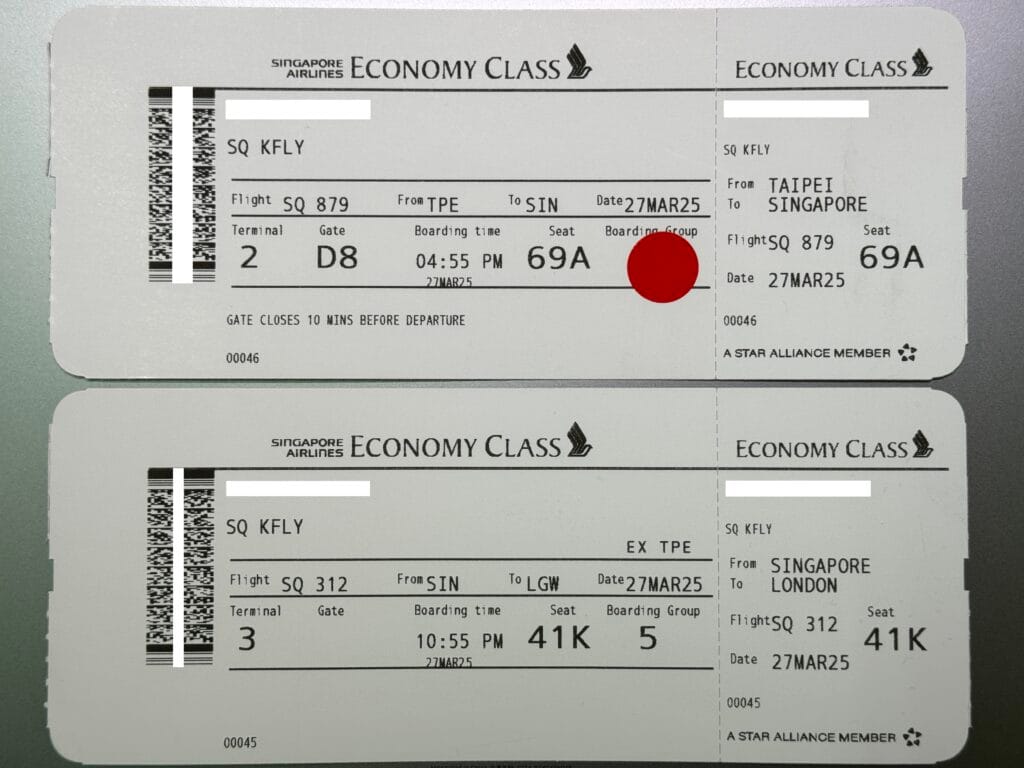 SINGAPORE AIRLINES ECONOMY CLASS
SQ KFLY
Flight SQ 879 From TPE To SIN Date 27MAR25
Terminal Gate Boarding time Seat Boarding Group
2 D8 04:55 PM 69A
27MAR25
GATE CLOSES 10 MINS BEFORE DEPARTURE
00046
ECONOMY CLASS
SQ KFLY
From TAIPEI
To SINGAPORE
Flight SQ 879 Seat
69A
Date 27MAR25
00046
A STAR ALLIANCE MEMBER
SINGAPORE AIRLINES ECONOMY CLASS
SQ KFLY
EX TPE
Flight SQ 312 From SIN To LGW Date 27MAR25
Terminal Gate Boarding time Seat Boarding Group
3 10:55 PM 41K 5
27MAR25
00045
ECONOMY CLASS
SQ KFLY
From SINGAPORE
To LONDON
Flight SQ 312 Seat
41K
Date 27MAR25
00045
A STAR ALLIANCE MEMBER